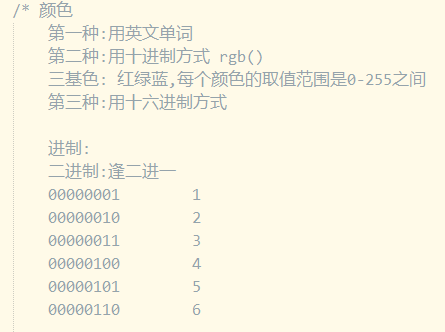 /* 颜色
第一种:用英文单词
第二种:用十进制方式 rgb()
三基色: 红绿蓝,每个颜色的取值范围是0-255之间
第三种:用十六进制方式
进制:
二进制:逢二进一
00000001 1
00000010 2
00000011 3
00000100 4
00000101 5
00000110 6